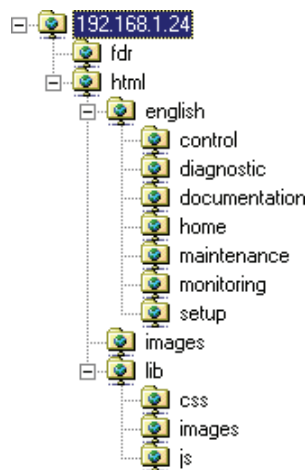 192.168.1.24
fdr
html
english
control
diagnostic
documentation
home
maintenance
monitoring
setup
images
lib
css
images
js